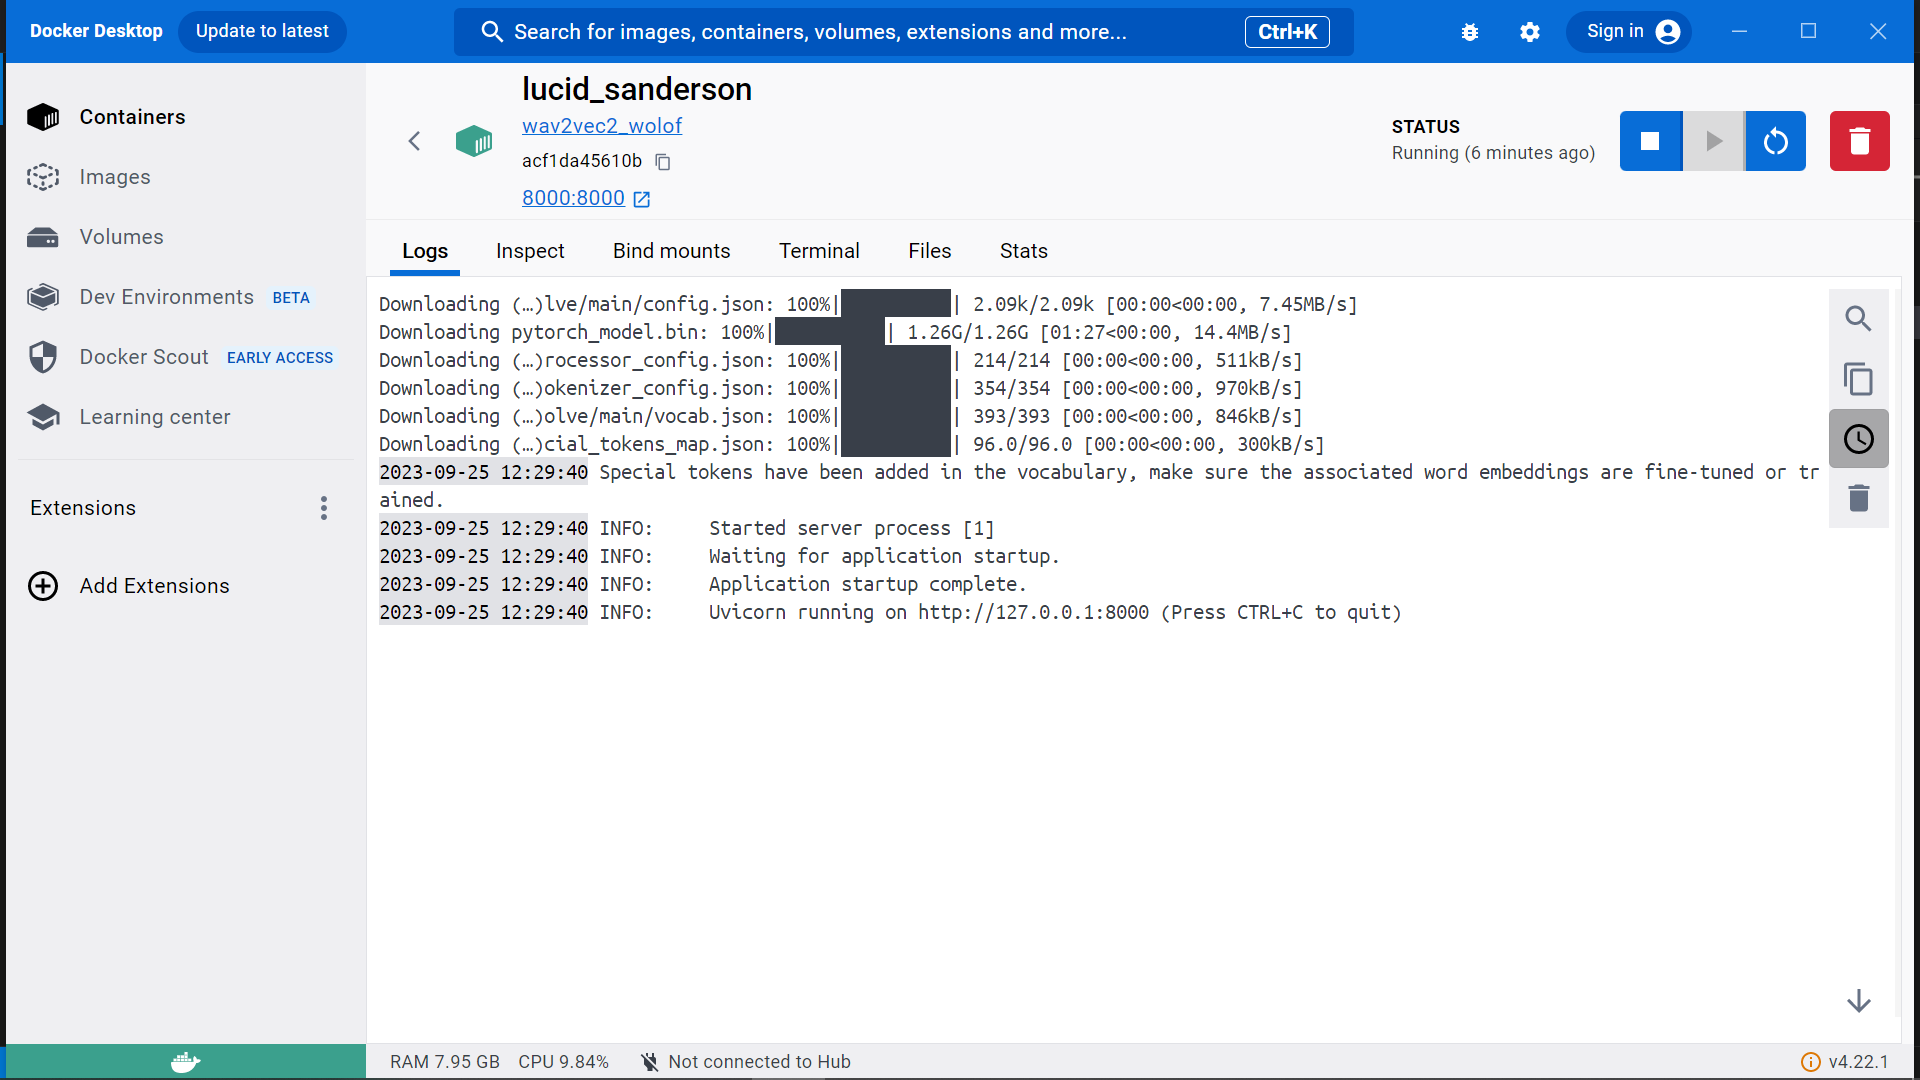 Docker Desktop Update to latest Search for images, containers, volumes, extensions and more... Ctrl+K Sign in
Containers
Images
Volumes
Dev Environments BETA
Docker Scout EARLY ACCESS
Learning center
Extensions
Add Extensions
lucid_sanderson
wav2vec2_wolof
acf1da45610b
8000:8000
STATUS
Running (6 minutes ago)
Logs Inspect Bind mounts Terminal Files Stats
Downloading (…)lve/main/config.json: 100%|██████████| 2.09k/2.09k [00:00<00:00, 7.45MB/s]
Downloading pytorch_model.bin: 100%|██████████| 1.26G/1.26G [01:27<00:00, 14.4MB/s]
Downloading (…)rocessor_config.json: 100%|██████████| 214/214 [00:00<00:00, 511kB/s]
Downloading (…)okenizer_config.json: 100%|██████████| 354/354 [00:00<00:00, 970kB/s]
Downloading (…)olve/main/vocab.json: 100%|██████████| 393/393 [00:00<00:00, 846kB/s]
Downloading (…)cial_tokens_map.json: 100%|██████████| 96.0/96.0 [00:00<00:00, 300kB/s]
2023-09-25 12:29:40 Special tokens have been added in the vocabulary, make sure the associated word embeddings are fine-tuned or tr
ained.
2023-09-25 12:29:40 INFO:     Started server process [1]
2023-09-25 12:29:40 INFO:     Waiting for application startup.
2023-09-25 12:29:40 INFO:     Application startup complete.
2023-09-25 12:29:40 INFO:     Uvicorn running on http://127.0.0.1:8000 (Press CTRL+C to quit)
RAM 7.95 GB CPU 9.84% Not connected to Hub v4.22.1